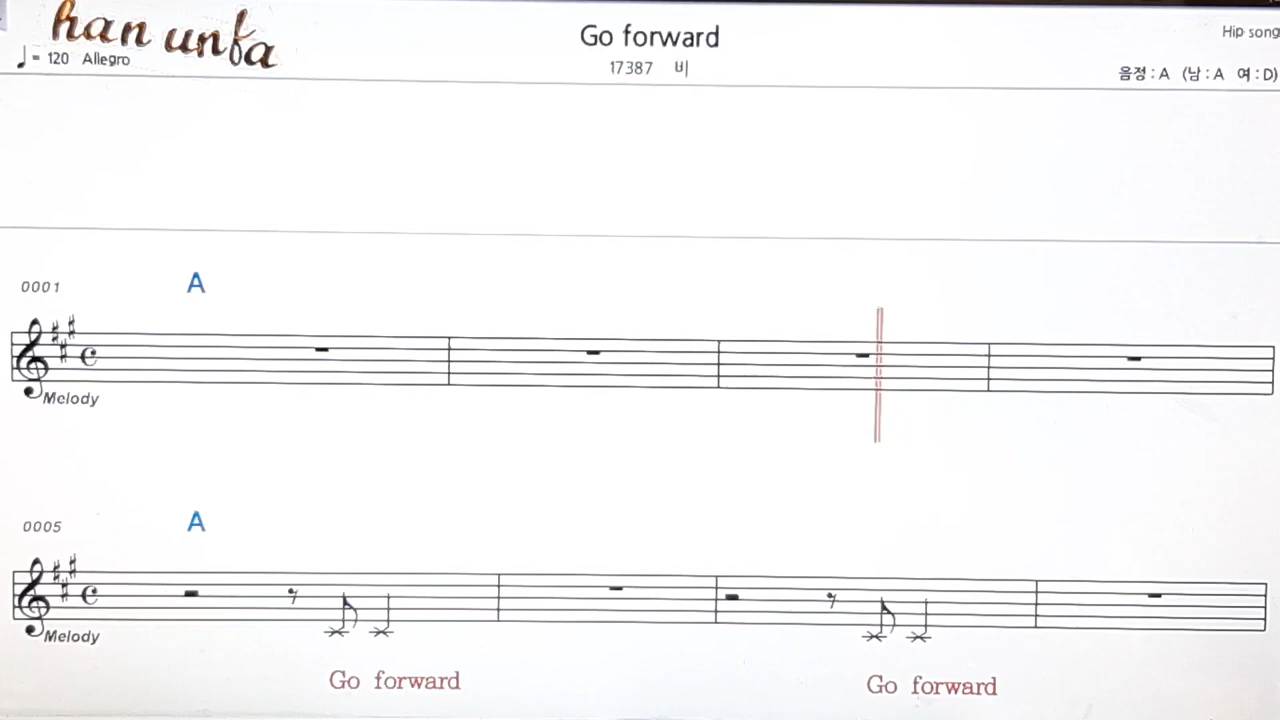 han unfa
Go forward
Hip song
♩ = 120 Allegro
17387 비
음정 : A (남 : A 여 : D)
0001 A
Melody
0005 A
Melody
Go forward Go forward